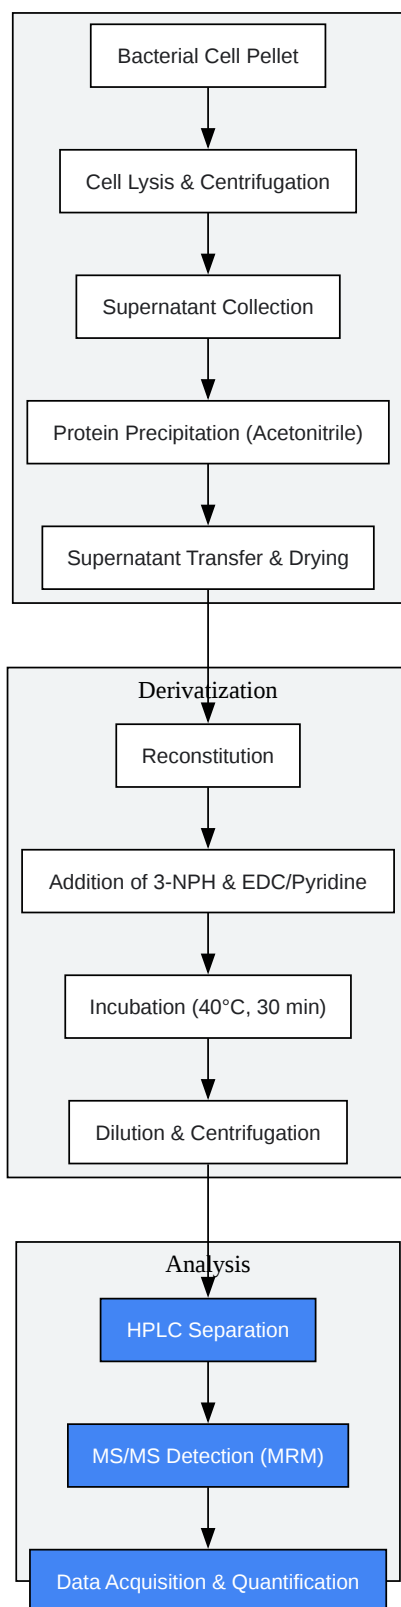 Bacterial Cell Pellet
Cell Lysis & Centrifugation
Supernatant Collection
Protein Precipitation (Acetonitrile)
Supernatant Transfer & Drying
Derivatization
Reconstitution
Addition of 3-NPH & EDC/Pyridine
Incubation (40°C, 30 min)
Dilution & Centrifugation
Analysis
HPLC Separation
MS/MS Detection (MRM)
Data Acquisition & Quantification